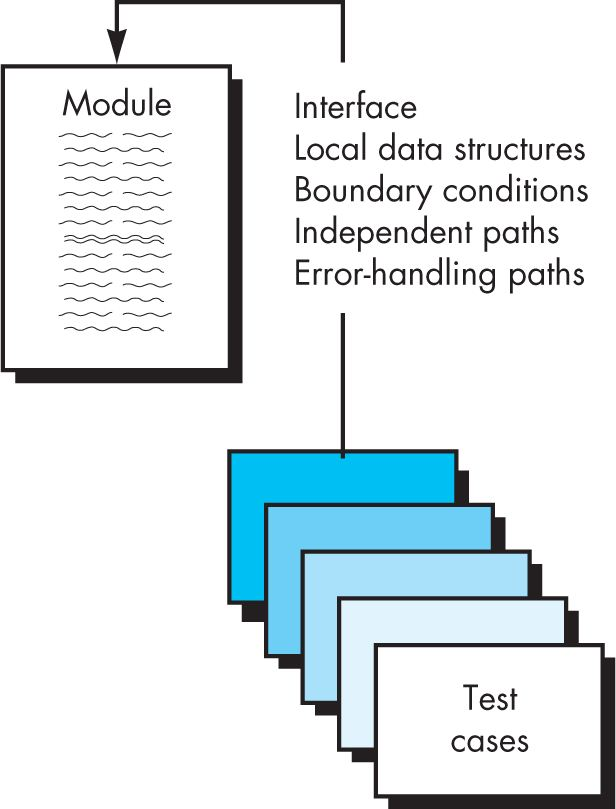 Module
Interface
Local data structures
Boundary conditions
Independent paths
Error-handling paths
Test
cases